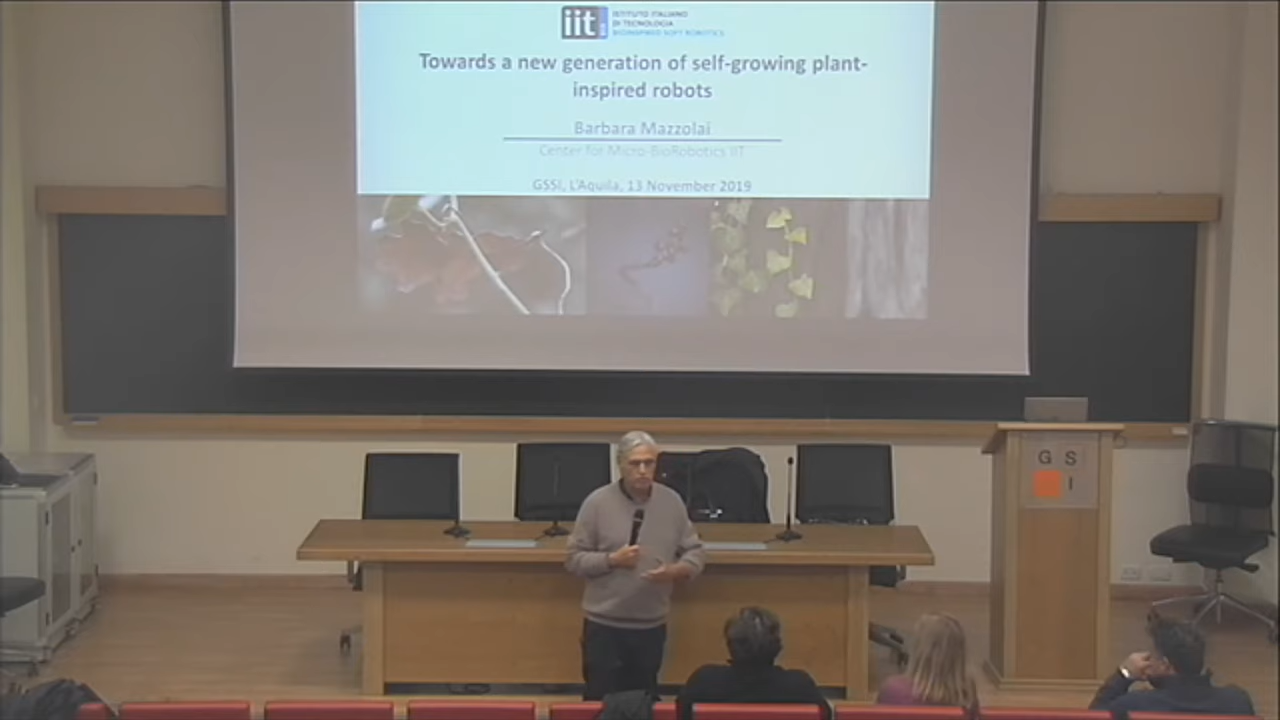 iit
ISTITUTO ITALIANO
DI TECNOLOGIA
BIOINSPIRED SOFT ROBOTICS
Towards a new generation of self-growing plant-
inspired robots
Barbara Mazzolai
Center for Micro-BioRobotics IIT
GSSI, L'Aquila, 13 November 2019
G S
I